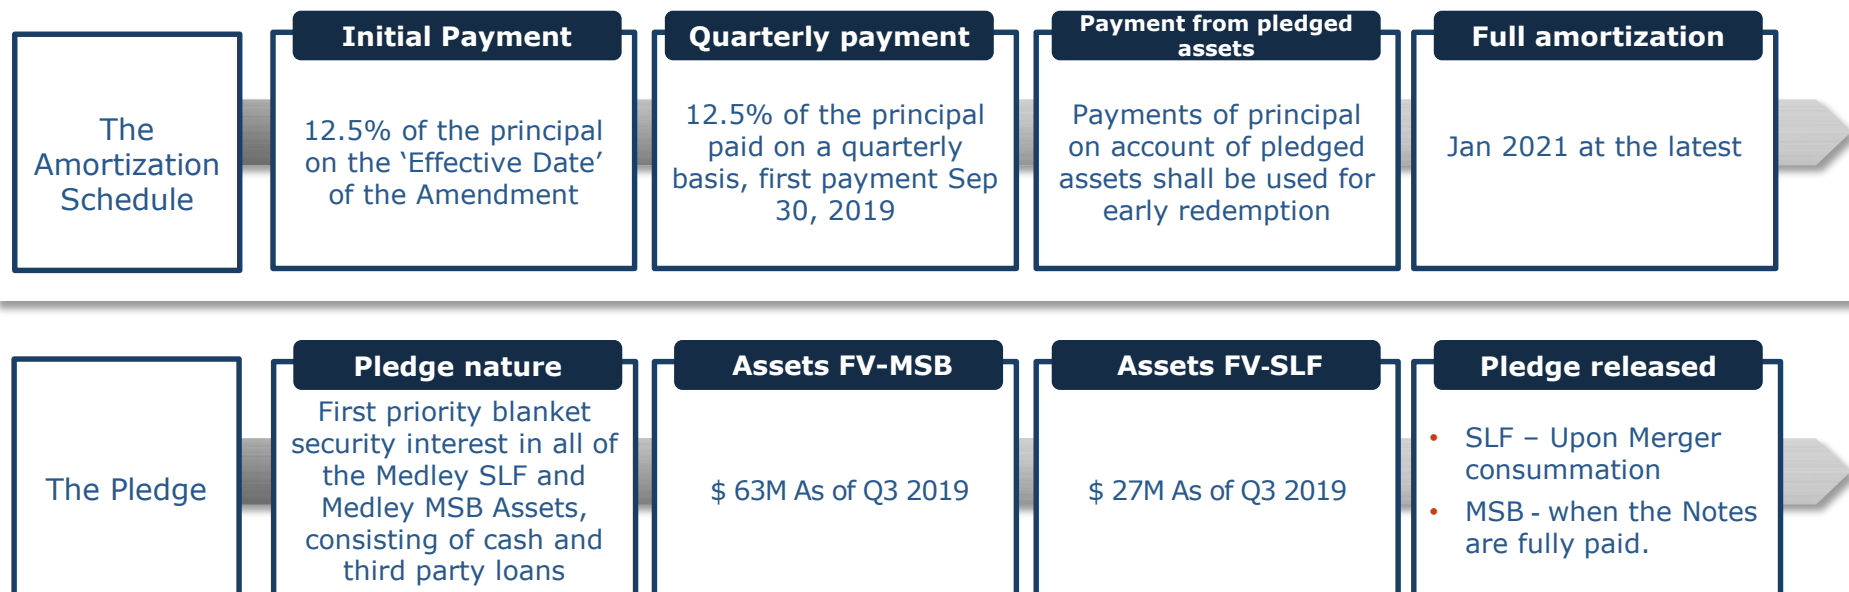 The
Amortization
Schedule
Initial Payment
12.5% of the principal
on the ‘Effective Date’
of the Amendment
Quarterly payment
12.5% of the principal
paid on a quarterly
basis, first payment Sep
30, 2019
Payment from pledged
assets
Payments of principal
on account of pledged
assets shall be used for
early redemption
Full amortization
Jan 2021 at the latest
The Pledge
Pledge nature
First priority blanket
security interest in all of
the Medley SLF and
Medley MSB Assets,
consisting of cash and
third party loans
Assets FV-MSB
$ 63M As of Q3 2019
Assets FV-SLF
$ 27M As of Q3 2019
Pledge released
• SLF – Upon Merger
consummation
• MSB - when the Notes
are fully paid.